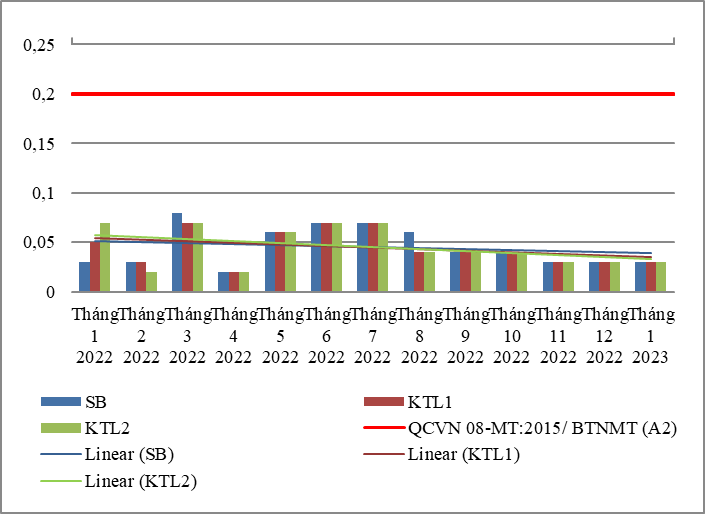 0,25
0,2
0,15
0,1
0,05
0
Tháng Tháng Tháng Tháng Tháng Tháng Tháng Tháng Tháng Tháng Tháng Tháng Tháng
1 2 3 4 5 6 7 8 9 10 11 12 1
2022 2022 2022 2022 2022 2022 2022 2022 2022 2022 2022 2022 2023
SB KTL1
KTL2 QCVN 08-MT:2015/ BTNMT (A2)
Linear (SB) Linear (KTL1)
Linear (KTL2)